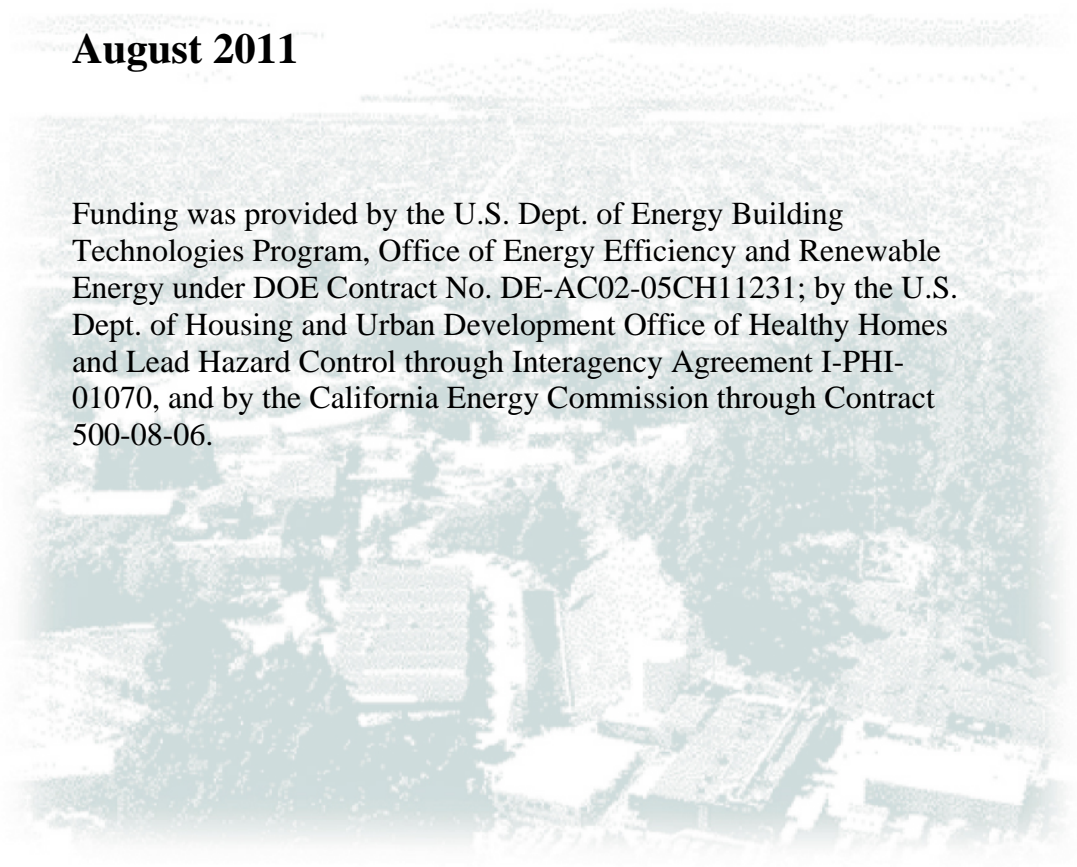 August 2011
Funding was provided by the U.S. Dept. of Energy Building
Technologies Program, Office of Energy Efficiency and Renewable
Energy under DOE Contract No. DE-AC02-05CH11231; by the U.S.
Dept. of Housing and Urban Development Office of Healthy Homes
and Lead Hazard Control through Interagency Agreement I-PHI-
01070, and by the California Energy Commission through Contract
500-08-06.